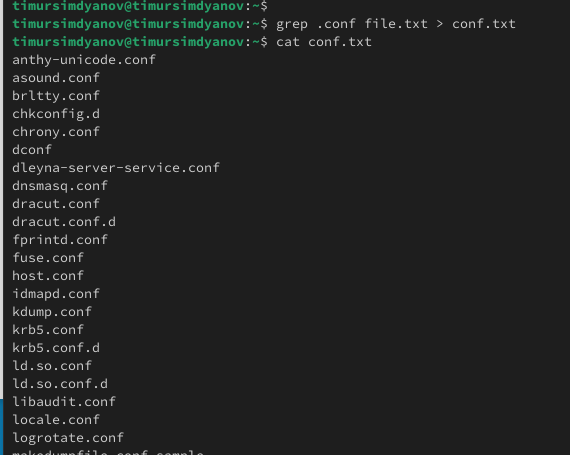 timursimdyanov@timursimdyanov:~$
timursimdyanov@timursimdyanov:~$ grep .conf file.txt > conf.txt
timursimdyanov@timursimdyanov:~$ cat conf.txt
anthy-unicode.conf
asound.conf
brltty.conf
chkconfig.d
chrony.conf
dconf
dleyna-server-service.conf
dnsmasq.conf
dracut.conf
dracut.conf.d
fprintd.conf
fuse.conf
host.conf
idmapd.conf
kdump.conf
krb5.conf
krb5.conf.d
ld.so.conf
ld.so.conf.d
libaudit.conf
locale.conf
logrotate.conf
makedumpfile.conf.sample